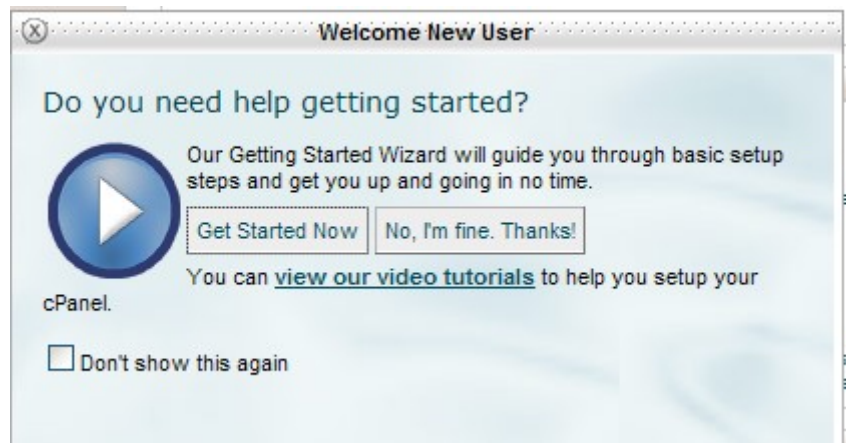 Welcome New User
Do you need help getting started?
Our Getting Started Wizard will guide you through basic setup
steps and get you up and going in no time.
Get Started Now
No, I'm fine. Thanks!
You can view our video tutorials to help you setup your
cPanel.
Don't show this again